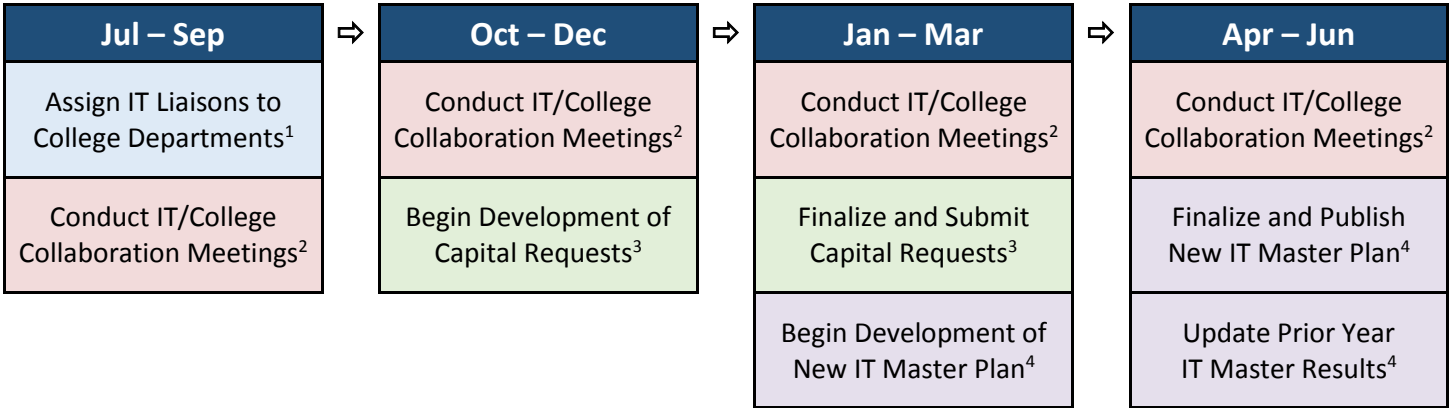 Jul – Sep
Assign IT Liaisons to
College Departments¹
Conduct IT/College
Collaboration Meetings²
Oct – Dec
Conduct IT/College
Collaboration Meetings²
Begin Development of
Capital Requests³
Jan – Mar
Conduct IT/College
Collaboration Meetings²
Finalize and Submit
Capital Requests³
Begin Development of
New IT Master Plan⁴
Apr – Jun
Conduct IT/College
Collaboration Meetings²
Finalize and Publish
New IT Master Plan⁴
Update Prior Year
IT Master Results⁴